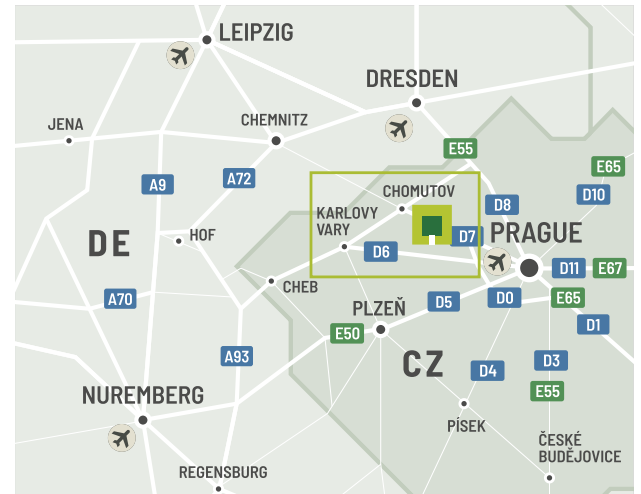 LEIPZIG
DRESDEN
JENA
CHEMNITZ
E55
E65
A9
A72
D10
CHOMUTOV
D8
KARLOVY
VARY
DE
HOF
D7
PRAGUE
D6
D11
E67
CHEB
A70
D5
D0
E65
PLZEŇ
E50
D1
A93
CZ
D4
D3
NUREMBERG
E55
PÍSEK
ČESKÉ
BUDĚJOVICE
REGENSBURG